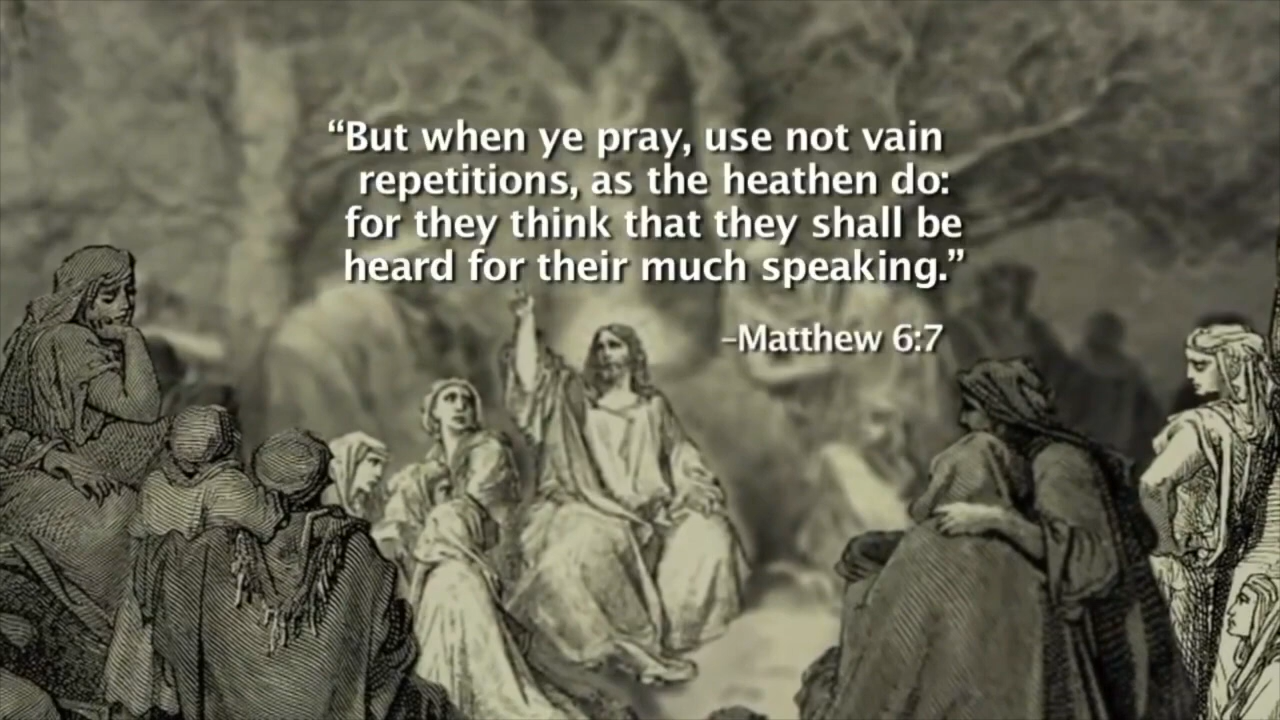 “But when ye pray, use not vain
repetitions, as the heathen do:
for they think that they shall be
heard for their much speaking.”
–Matthew 6:7